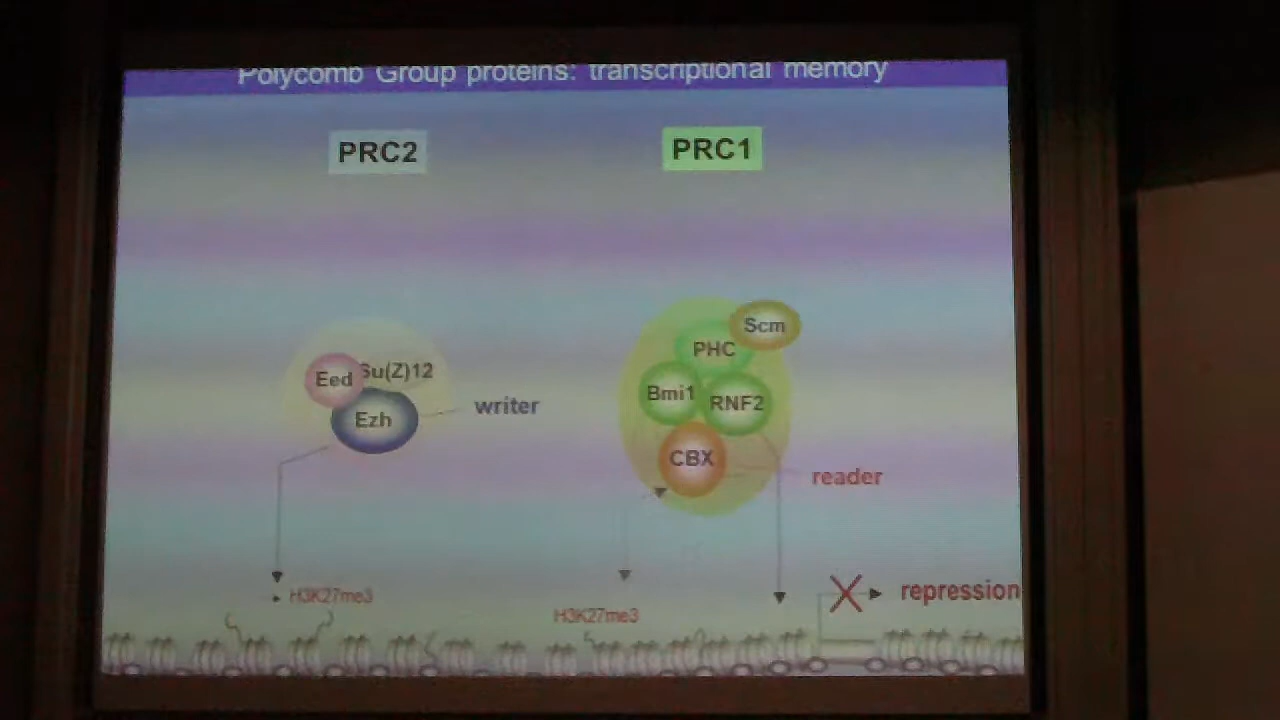 Polycomb Group proteins: transcriptional memory
PRC2
PRC1
Scm
PHC
Eed
Su(Z)12
Bmi1
RNF2
Ezh
writer
CBX
reader
H3K27me3
H3K27me3
repression